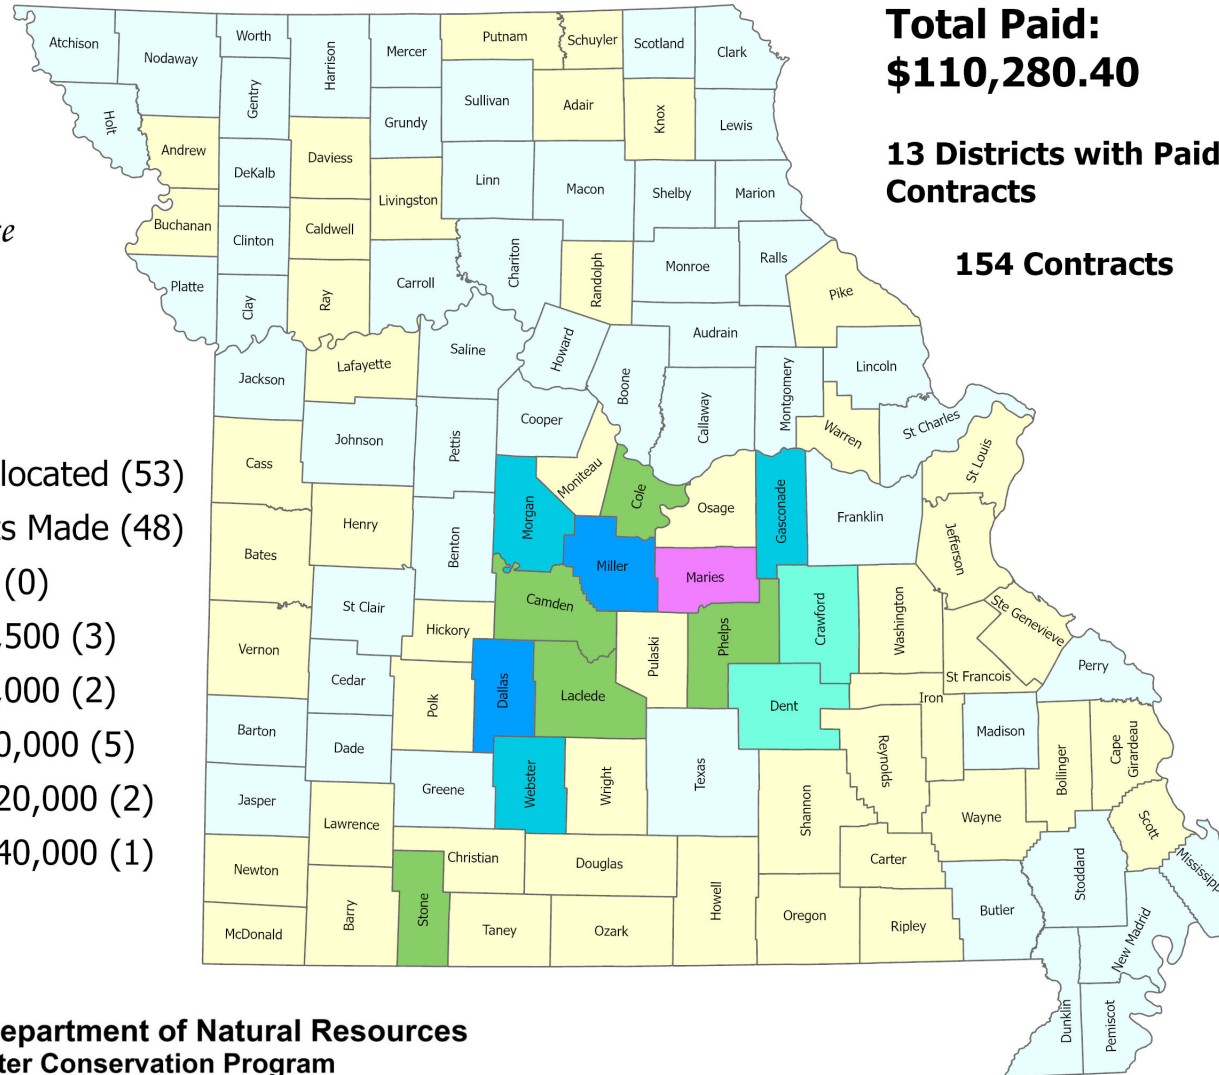 Total Paid:
$110,280.40
13 Districts with Paid
Contracts
154 Contracts
located (53)
s Made (48)
(0)
,500 (3)
,000 (2)
0,000 (5)
20,000 (2)
40,000 (1)
Atchison
Nodaway
Worth
Harrison
Mercer
Putnam
Schuyler
Scotland
Clark
Holt
Gentry
Grundy
Sullivan
Adair
Knox
Lewis
Andrew
DeKalb
Daviess
Livingston
Linn
Macon
Shelby
Marion
Buchanan
Clinton
Caldwell
Chariton
Randolph
Monroe
Ralls
Pike
Platte
Clay
Ray
Carroll
Howard
Audrain
Jackson
Lafayette
Saline
Boone
Callaway
Montgomery
Lincoln
Johnson
Pettis
Cooper
Warren
St Charles
Cass
Moniteau
Cole
Osage
Gasconade
Franklin
St Louis
Henry
Benton
Morgan
Miller
Maries
Jefferson
Bates
St Clair
Camden
Crawford
Washington
Ste Genevieve
Vernon
Hickory
Pulaski
Phelps
St Francois
Perry
Cedar
Polk
Dallas
Laclede
Dent
Iron
Barton
Dade
Texas
Reynolds
Madison
Bollinger
Cape
Girardeau
Jasper
Greene
Webster
Wright
Shannon
Wayne
Scott
Lawrence
Christian
Douglas
Carter
Stoddard
Mississipp
Newton
Barry
Stone
Taney
Ozark
Howell
Oregon
Ripley
Butler
New Madrid
McDonald
Dunklin
Pemiscot
epartment of Natural Resources
ter Conservation Program